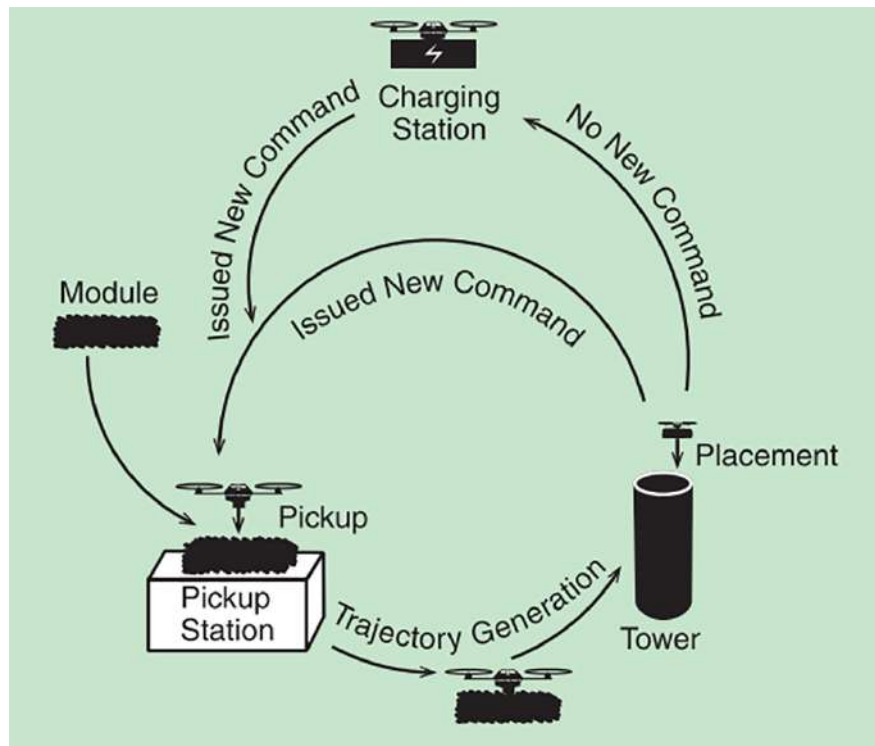 Charging
Station
Issued New Command
No New Command
Issued New Command
Module
Pickup
Placement
Pickup
Station
Trajectory Generation
Tower